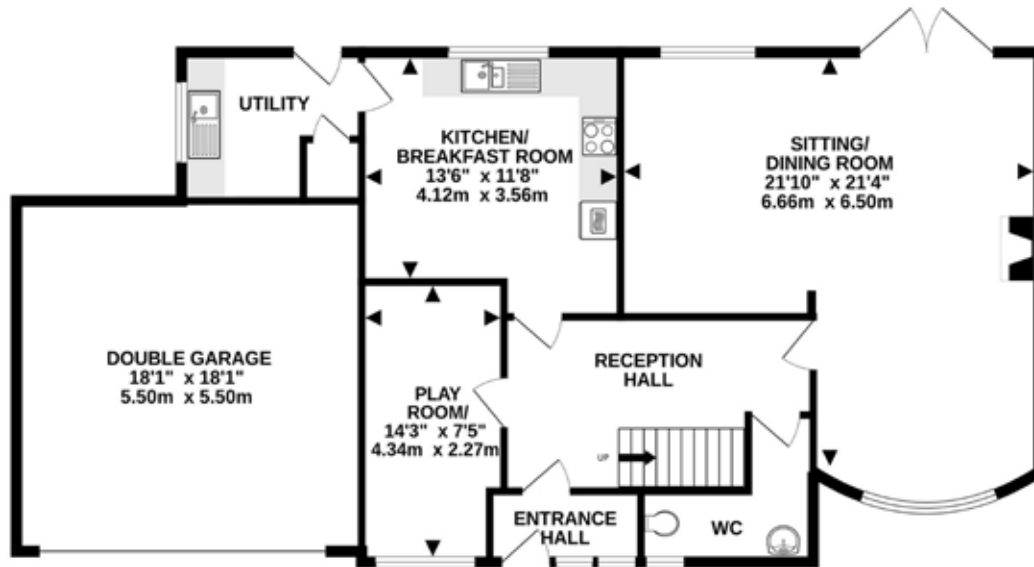 UTILITY
KITCHEN/
BREAKFAST ROOM
13'6" x 11'8"
4.12m x 3.56m
SITTING/
DINING ROOM
21'10" x 21'4"
6.66m x 6.50m
DOUBLE GARAGE
18'1" x 18'1"
5.50m x 5.50m
PLAY
ROOM/
14'3" x 7'5"
4.34m x 2.27m
RECEPTION
HALL
UP
ENTRANCE
HALL
WC